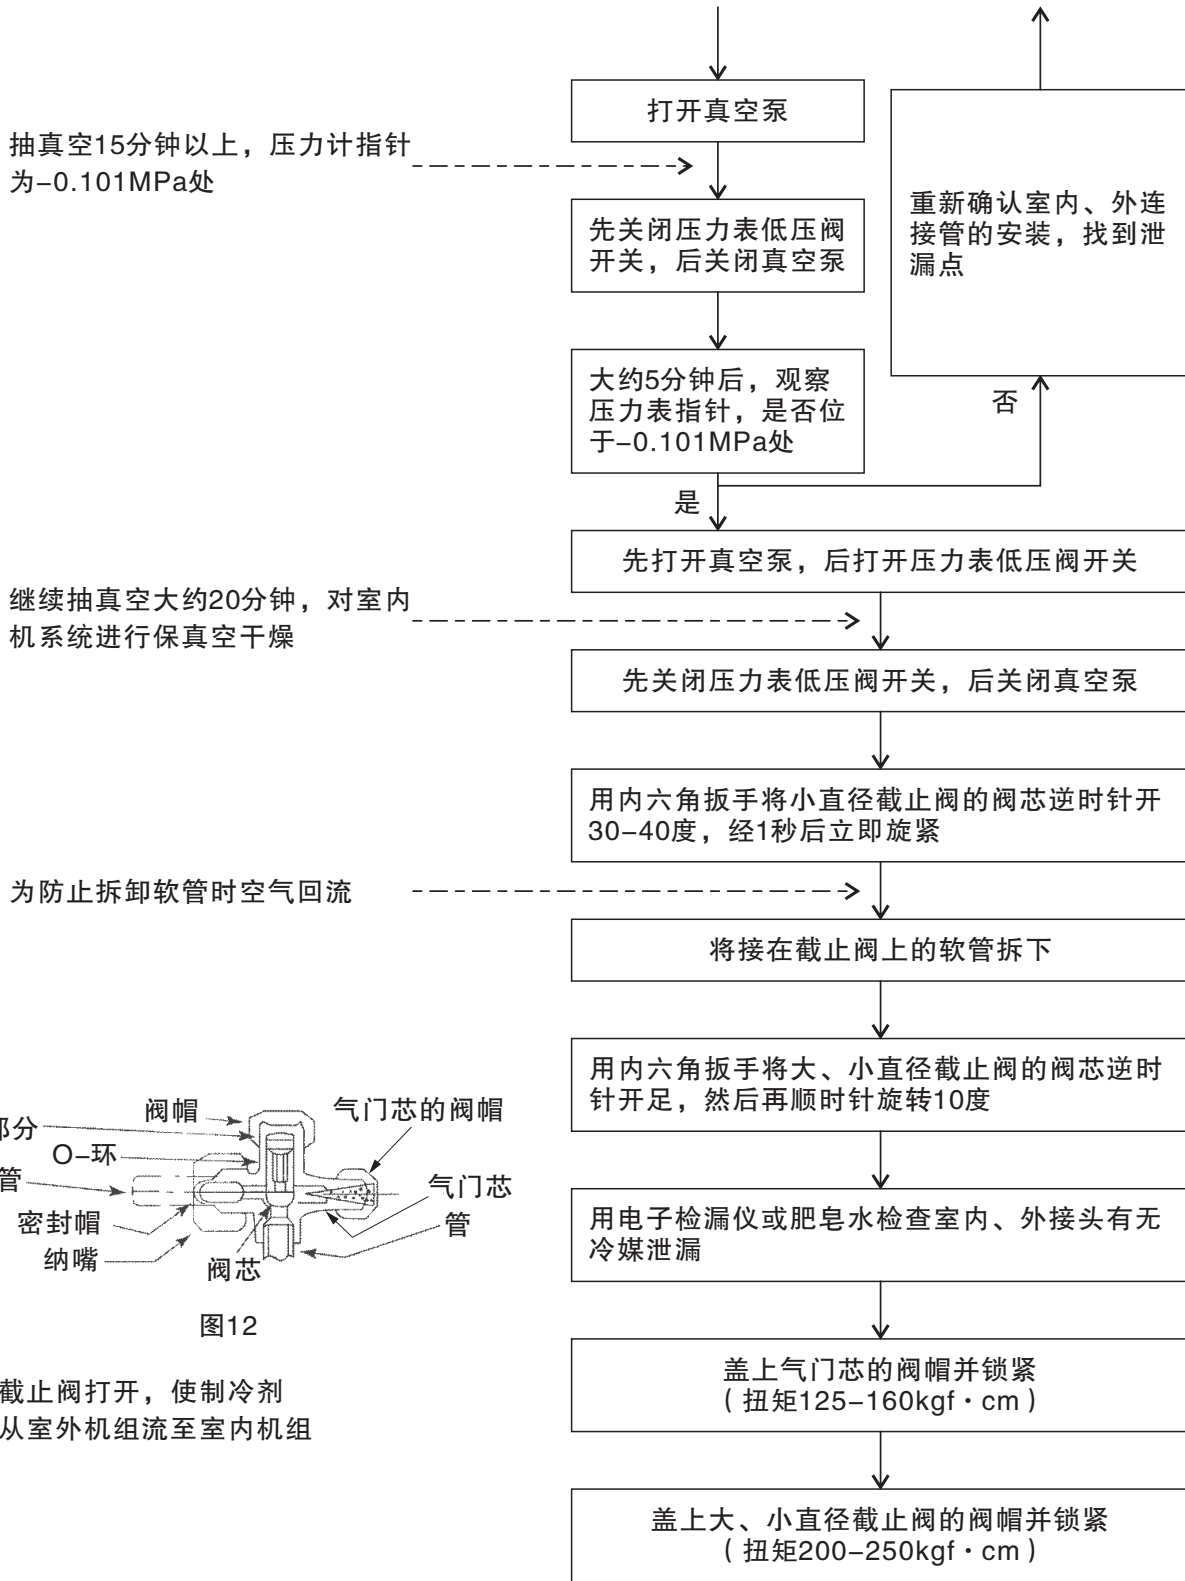 打开真空泵
抽真空15分钟以上，压力计指针
为-0.101MPa处
先关闭压力表低压阀
开关，后关闭真空泵
重新确认室内、外连
接管的安装，找到泄
漏点
大约5分钟后，观察
压力表指针，是否位
于-0.101MPa处
否
是
先打开真空泵，后打开压力表低压阀开关
继续抽真空大约20分钟，对室内
机系统进行保真空干燥
先关闭压力表低压阀开关，后关闭真空泵
用内六角扳手将小直径截止阀的阀芯逆时针开
30-40度，经1秒后立即旋紧
为防止拆卸软管时空气回流
将接在截止阀上的软管拆下
用内六角扳手将大、小直径截止阀的阀芯逆时
针开足，然后再顺时针旋转10度
阀帽
气门芯的阀帽
部分
O-环
管
气门芯
密封帽
管
纳嘴
阀芯
图12
用电子检漏仪或肥皂水检查室内、外接头有无
冷媒泄漏
截止阀打开，使制冷剂
从室外机组流至室内机组
盖上气门芯的阀帽并锁紧
（扭矩125-160kgf·cm）
盖上大、小直径截止阀的阀帽并锁紧
（扭矩200-250kgf·cm）